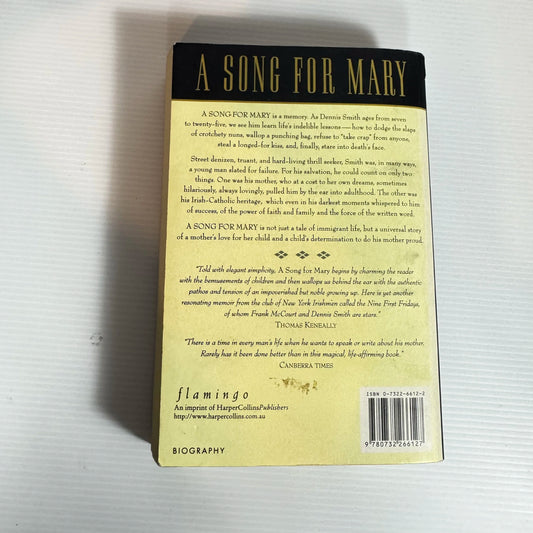 A SONG FOR MARY
A SONG FOR MARY is a memory. As Dennis Smith ages from seven
to twenty-five, we see him learn life's indelible lessons—how to dodge the slaps
of crotchety nuns, wallop a punching bag, refuse to "take crap" from anyone,
steal a longed-for kiss, and, finally, stare into death's face.
Street denizen, truant, and hard-living thrill seeker, Smith was, in many ways,
a young man slated for failure. For his salvation, he could count on only two
things. One was his mother, who at a cost to her own dreams, sometimes
hilariously, always lovingly, pulled him by the ear into adulthood. The other was
his Irish-Catholic heritage, which even in his darkest moments whispered to him
of success, of the power of faith and family and the force of the written word.
A SONG FOR MARY is not just a tale of immigrant life, but a universal story
of a mother's love for her child and a child's determination to do his mother proud.
"Told with elegant simplicity, A Song for Mary begins by charming the reader
with the bemusements of children and then wallops us behind the ear with the authentic
pathos and tension of an impoverished but noble growing up. Here is yet another
resonating memoir from the club of New York Irishmen called the Nine First Fridays,
of whom Frank McCourt and Dennis Smith are stars."
THOMAS KENEALLY
"There is a time in every man's life when he wants to speak or write about his mother.
Rarely has it been done better than in this magical, life-affirming book."
CANBERRA TIMES
flamingo
An imprint of HarperCollinsPublishers
http://www.harpercollins.com.au
BIOGRAPHY
ISBN 0-7322-6612-2
9 780732 266127